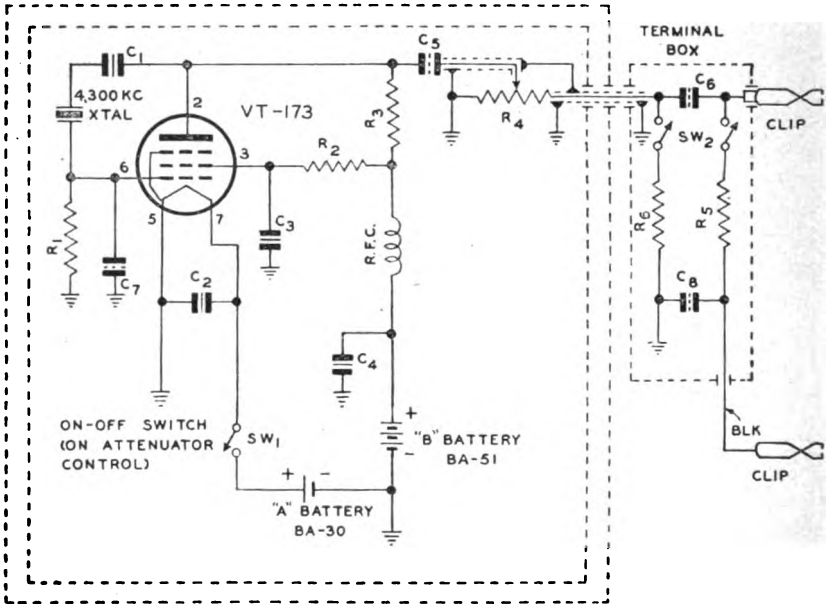 TERMINAL
BOX
C1
C5
C6
4,300 KC
XTAL
2
VT-173
R3
R4
SW2
CLIP
R2
6
3
5
7
R1
C3
R.F.C.
R6
R5
C7
C2
C8
C4
ON-OFF SWITCH
(ON ATTENUATOR
CONTROL)
SW1
+
"B" BATTERY
BA-51
-
BLK
CLIP
+ -
"A" BATTERY
BA-30